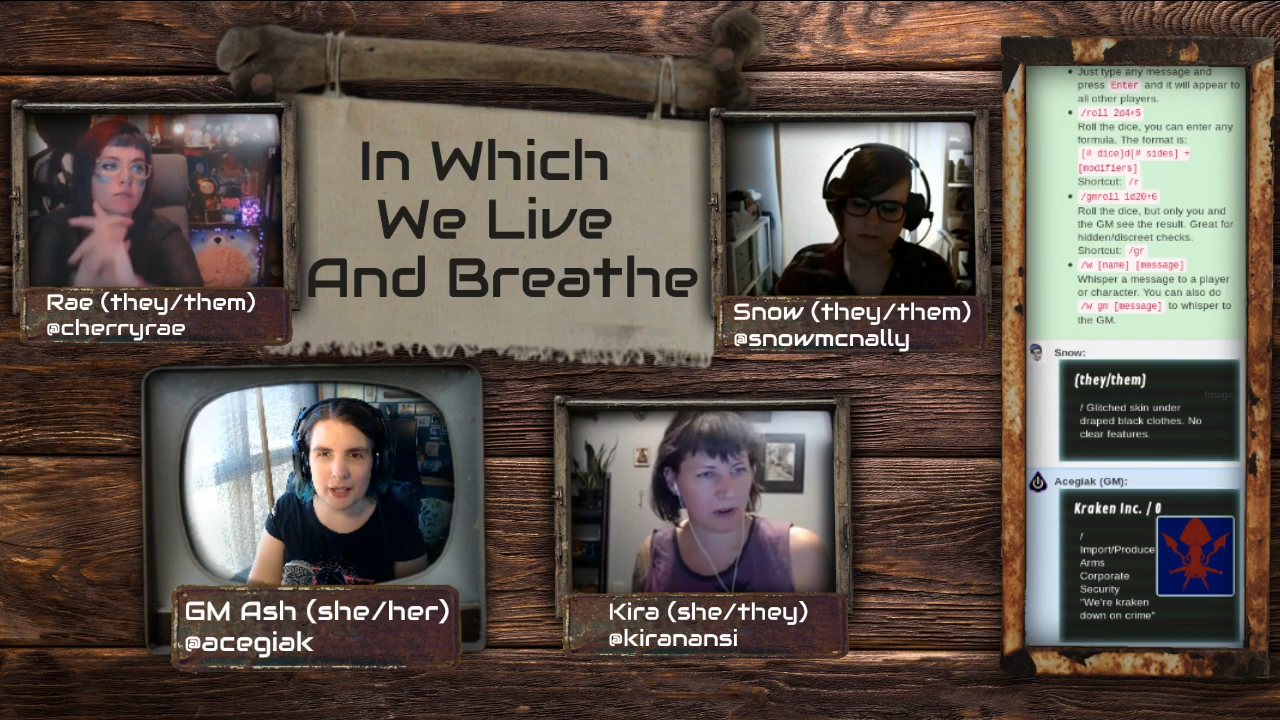 In Which
We Live
And Breathe
Rae (they/them)
@cherryrae
Snow (they/them)
@snowmcnally
GM Ash (she/her)
@acegiak
Kira (she/they)
@kiranansi
Just type any message and
press Enter and it will appear to
all other players.
/roll 2d4+5
Roll the dice, you can enter any
formula. The format is:
[# dice]d[# sides] +
[modifiers]
Shortcut: /r
/gmroll 1d20+6
Roll the dice, but only you and
the GM see the result. Great for
hidden/discreet checks.
Shortcut: /gr
/w [name] [message]
Whisper a message to a player
or character. You can also do
/w gm [message] to whisper to
the GM.
Snow:
(they/them)
Image
/ Glitched skin under
draped black clothes. No
clear features.
Acegiak (GM):
Kraken Inc. / 0
/
Import/Produce
Arms
Corporate
Security
"We're kraken
down on crime"